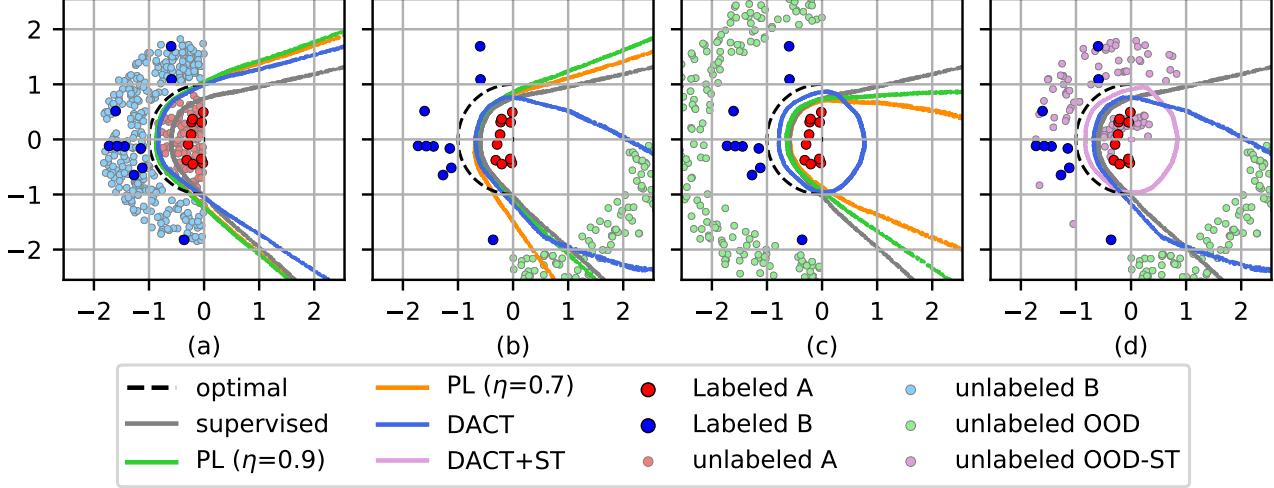 2
1
0
−1
−2
−2 −1 0 1 2 −2 −1 0 1 2 −2 −1 0 1 2 −2 −1 0 1 2
(a) (b) (c) (d)
optimal PL (η=0.7) Labeled A unlabeled B
supervised DACT Labeled B unlabeled OOD
PL (η=0.9) DACT+ST unlabeled A unlabeled OOD-ST